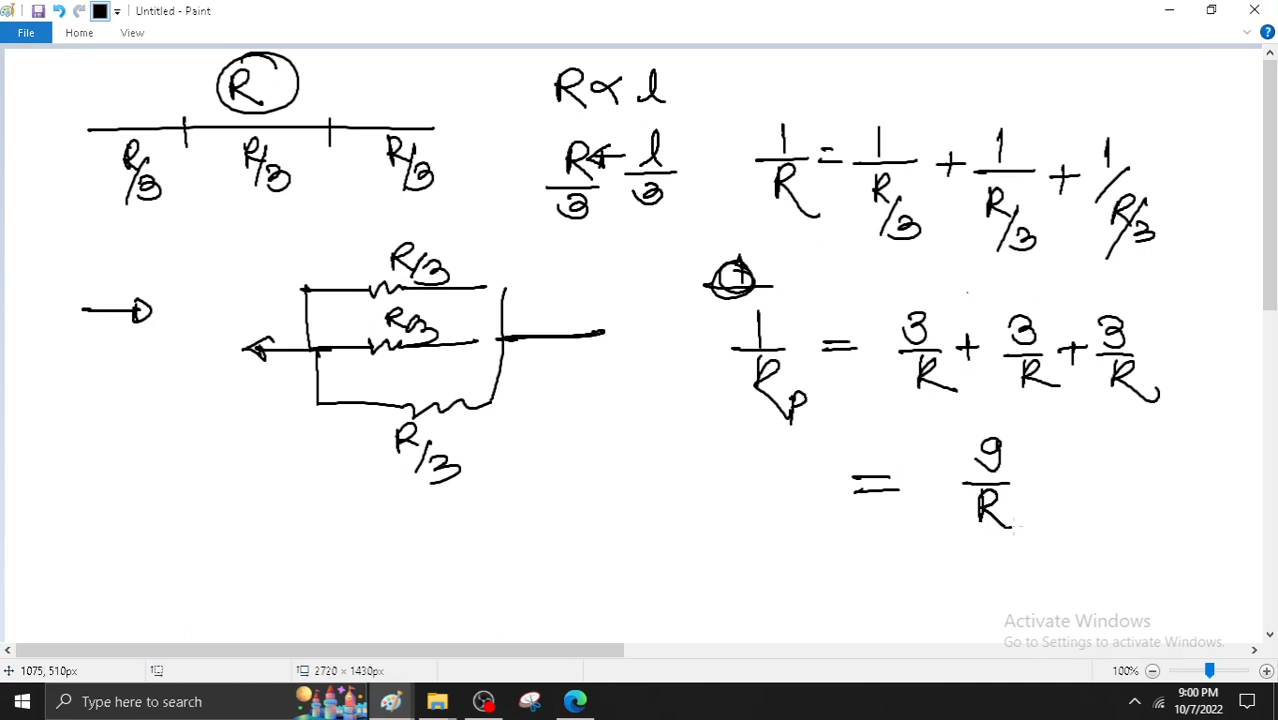 Untitled - Paint
File Home View
R
R/3 R/3 R/3
R ∝ l
R/3 ← l/3
1/R = 1/R/3 + 1/R/3 + 1/R/3
R/3
R/3
R/3
1/Rp = 3/R + 3/R + 3/R
= 9/R
Activate Windows
Go to Settings to activate Windows.
1075, 510px 2720 × 1430px 100%
Type here to search
9:00 PM
10/7/2022